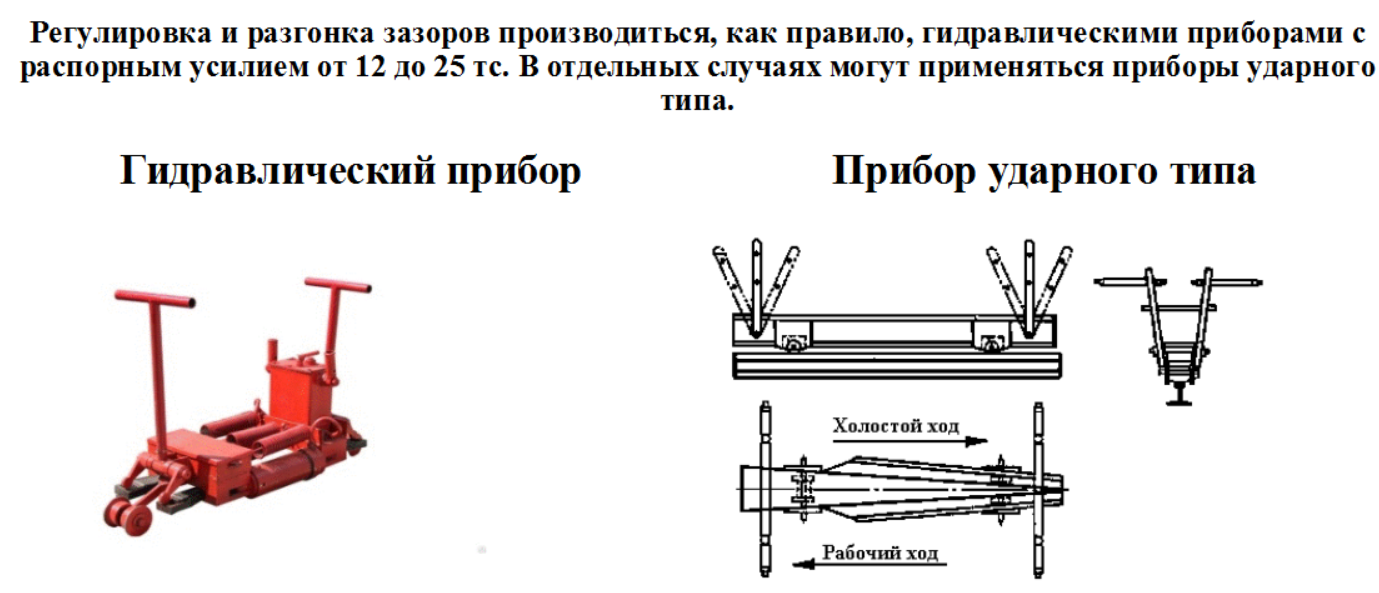 Регулировка и разгонка зазоров производиться, как правило, гидравлическими приборами с
распорным усилием от 12 до 25 тс. В отдельных случаях могут применяться приборы ударного
типа.
Гидравлический прибор
Прибор ударного типа
Холостой ход
Рабочий ход